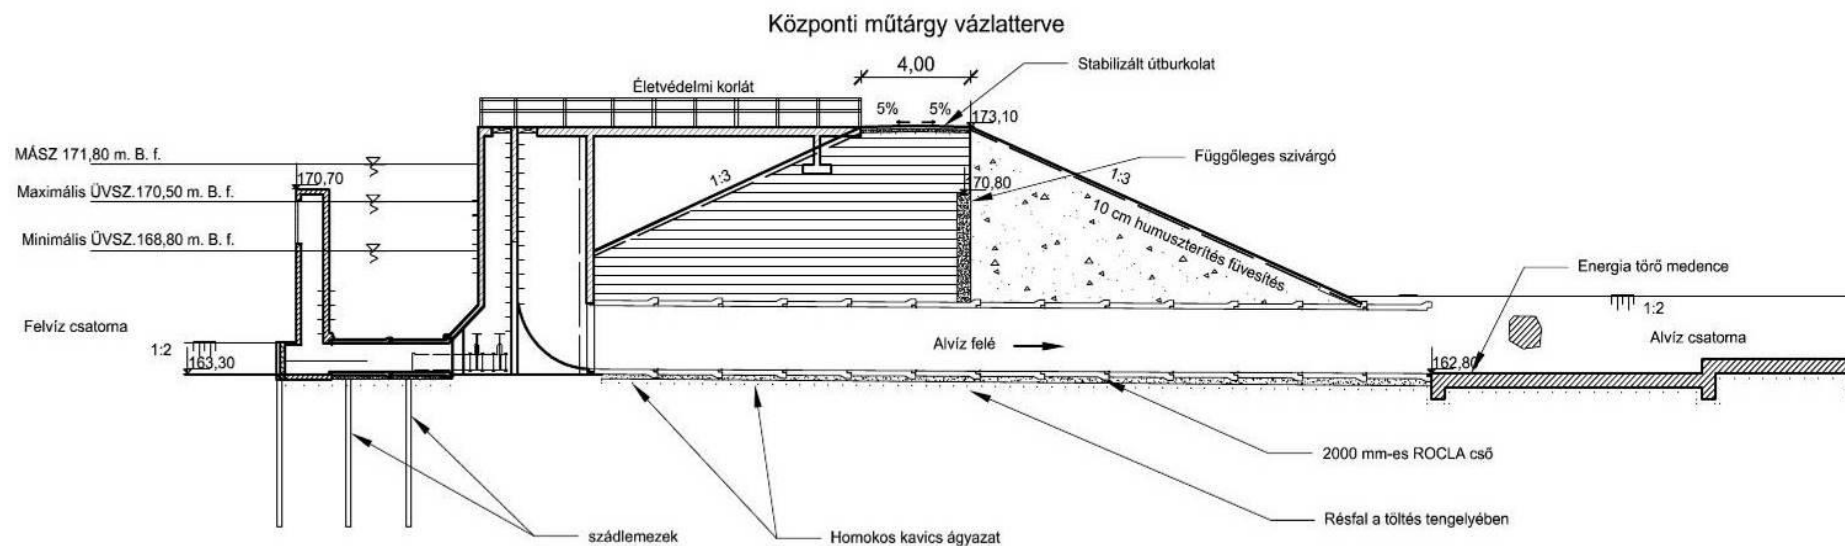 Központi műtárgy vázlatterve
4,00
Stabilizált útburkolat
Életvédelmi korlát
5% 5%
173,10
MÁSZ 171,80 m. B. f.
Függőleges szivárgó
170,70
1:3
70,80
1:3
Maximális ÜVSZ.170,50 m. B. f.
10 cm humuszterítés füvesítés
Minimális ÜVSZ.168,80 m. B. f.
Energia törő medence
1:2
Felvíz csatorna
Alvíz felé
Alvíz csatorna
1:2
163,30
162,80
2000 mm-es ROCLA cső
Résfal a töltés tengelyében
szádlemezek
Homokos kavics ágyazat